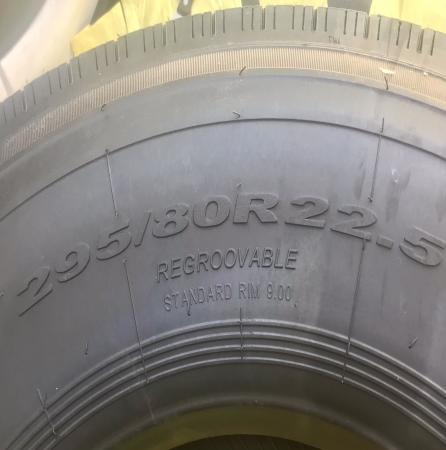 295/80R22.5
REGROOVABLE
STANDARD RIM 9.00